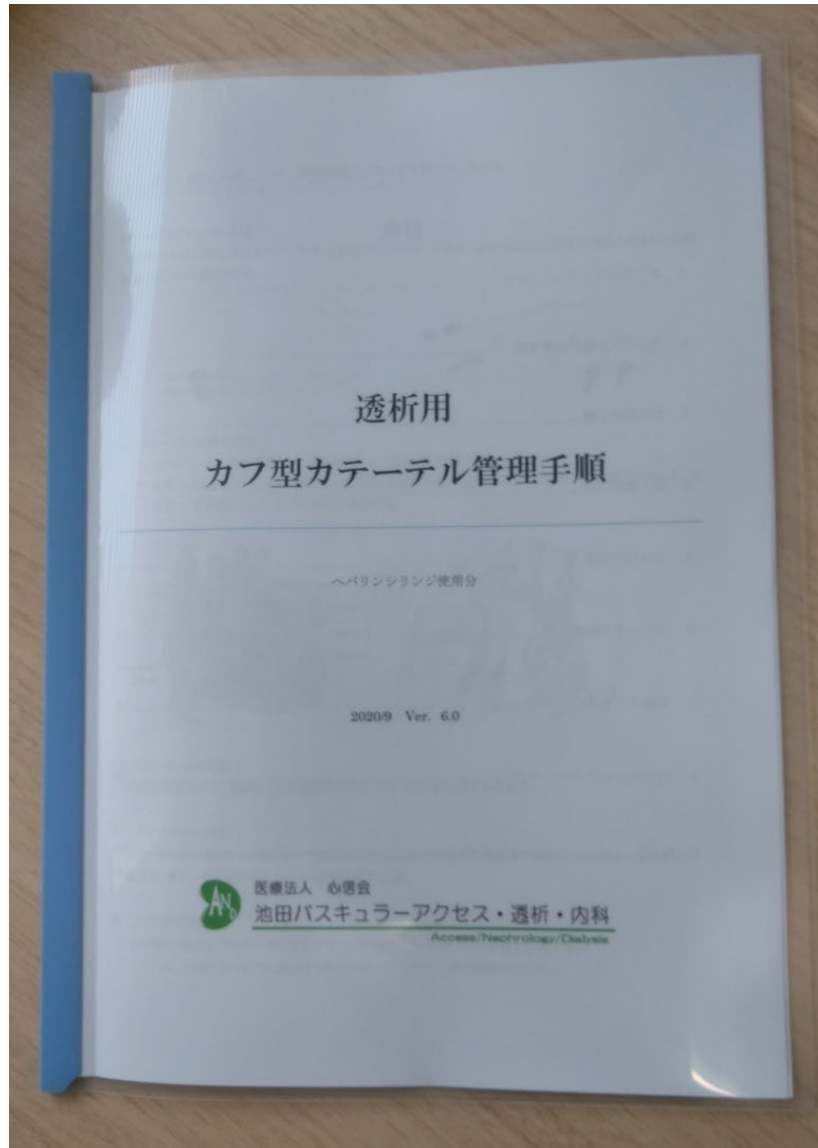 透析用
カフ型カテーテル管理手順
ヘパリンシリンジ使用分
2020/9 Ver. 6.0
AND
医療法人 心信会
池田バスキュラーアクセス・透析・内科
Access/Nephrology/Dialysis